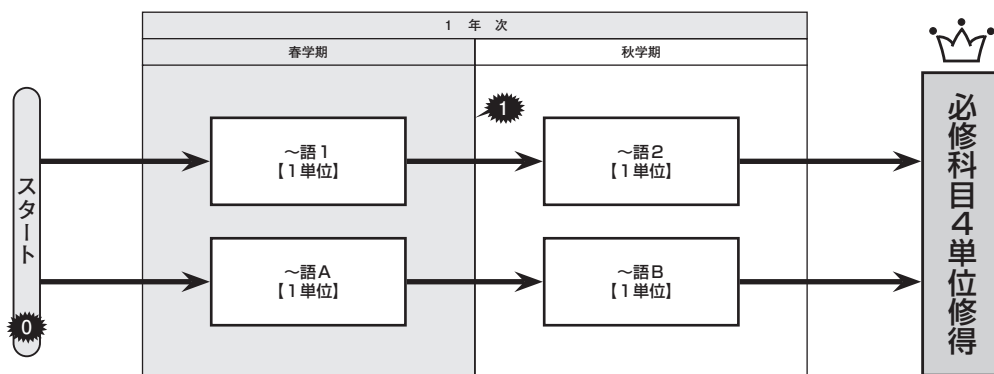 1 年 次
春学期
秋学期
1
~語1
【1単位】
~語2
【1単位】
スタート
~語A
【1単位】
~語B
【1単位】
0
必修科目4単位修得